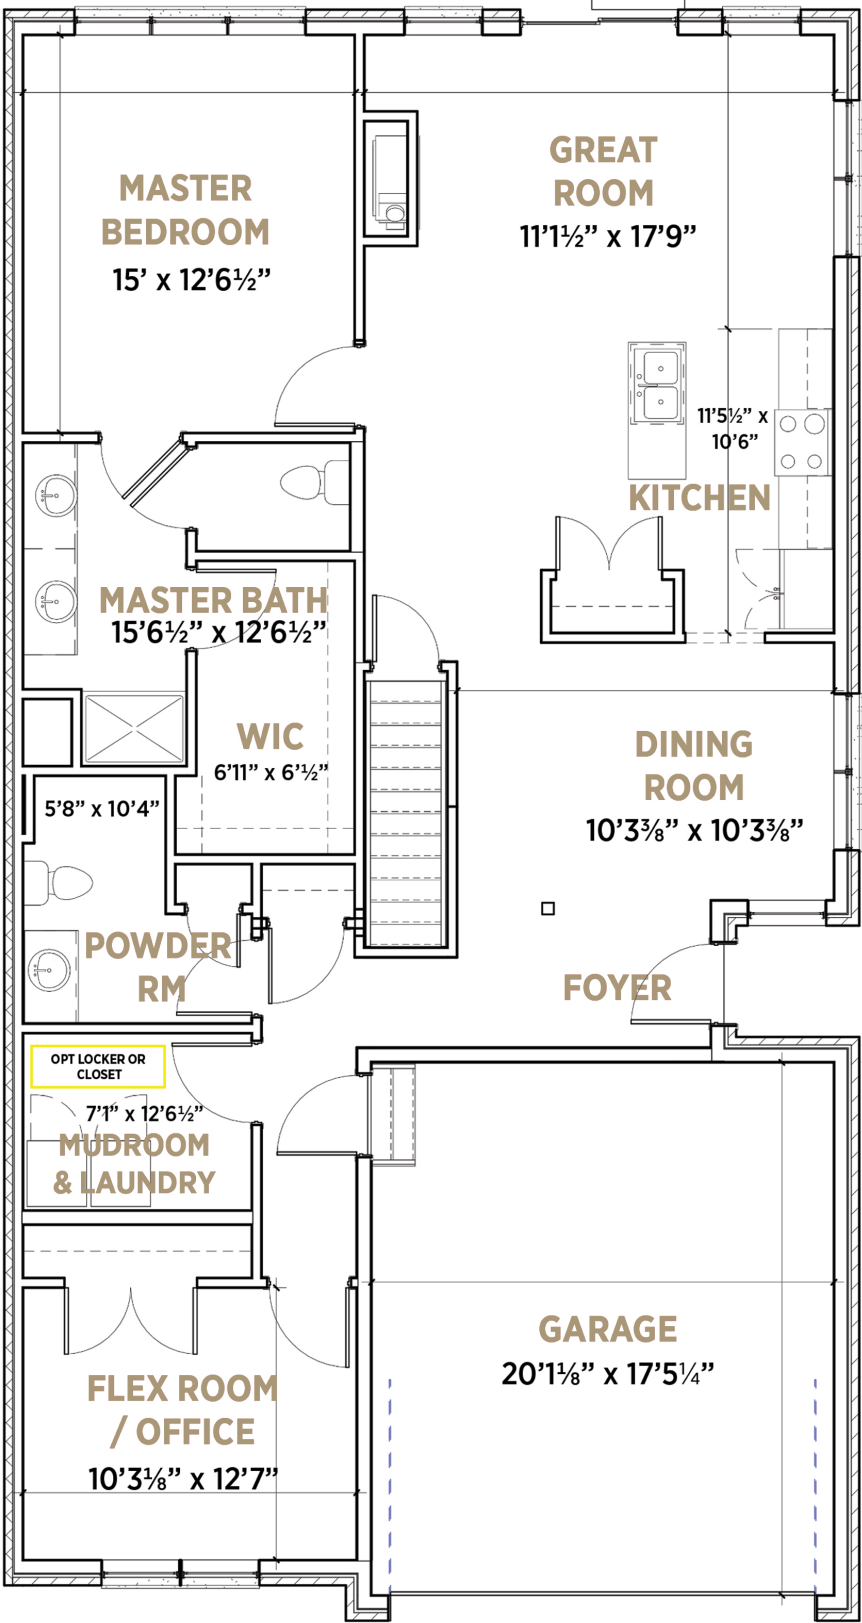 GREAT
ROOM
11'1½” x 17'9”
MASTER
BEDROOM
15' x 12'6½”
11'5½” x
10'6”
KITCHEN
MASTER BATH
15'6½” x 12'6½”
WIC
6'11” x 6'½”
DINING
ROOM
10'3⅜” x 10'3⅜”
5'8” x 10'4”
POWDER
RM
FOYER
OPT LOCKER OR
CLOSET
7'1” x 12'6½”
MUDROOM
& LAUNDRY
GARAGE
20'1⅛” x 17'5¼”
FLEX ROOM
/ OFFICE
10'3⅛” x 12'7”